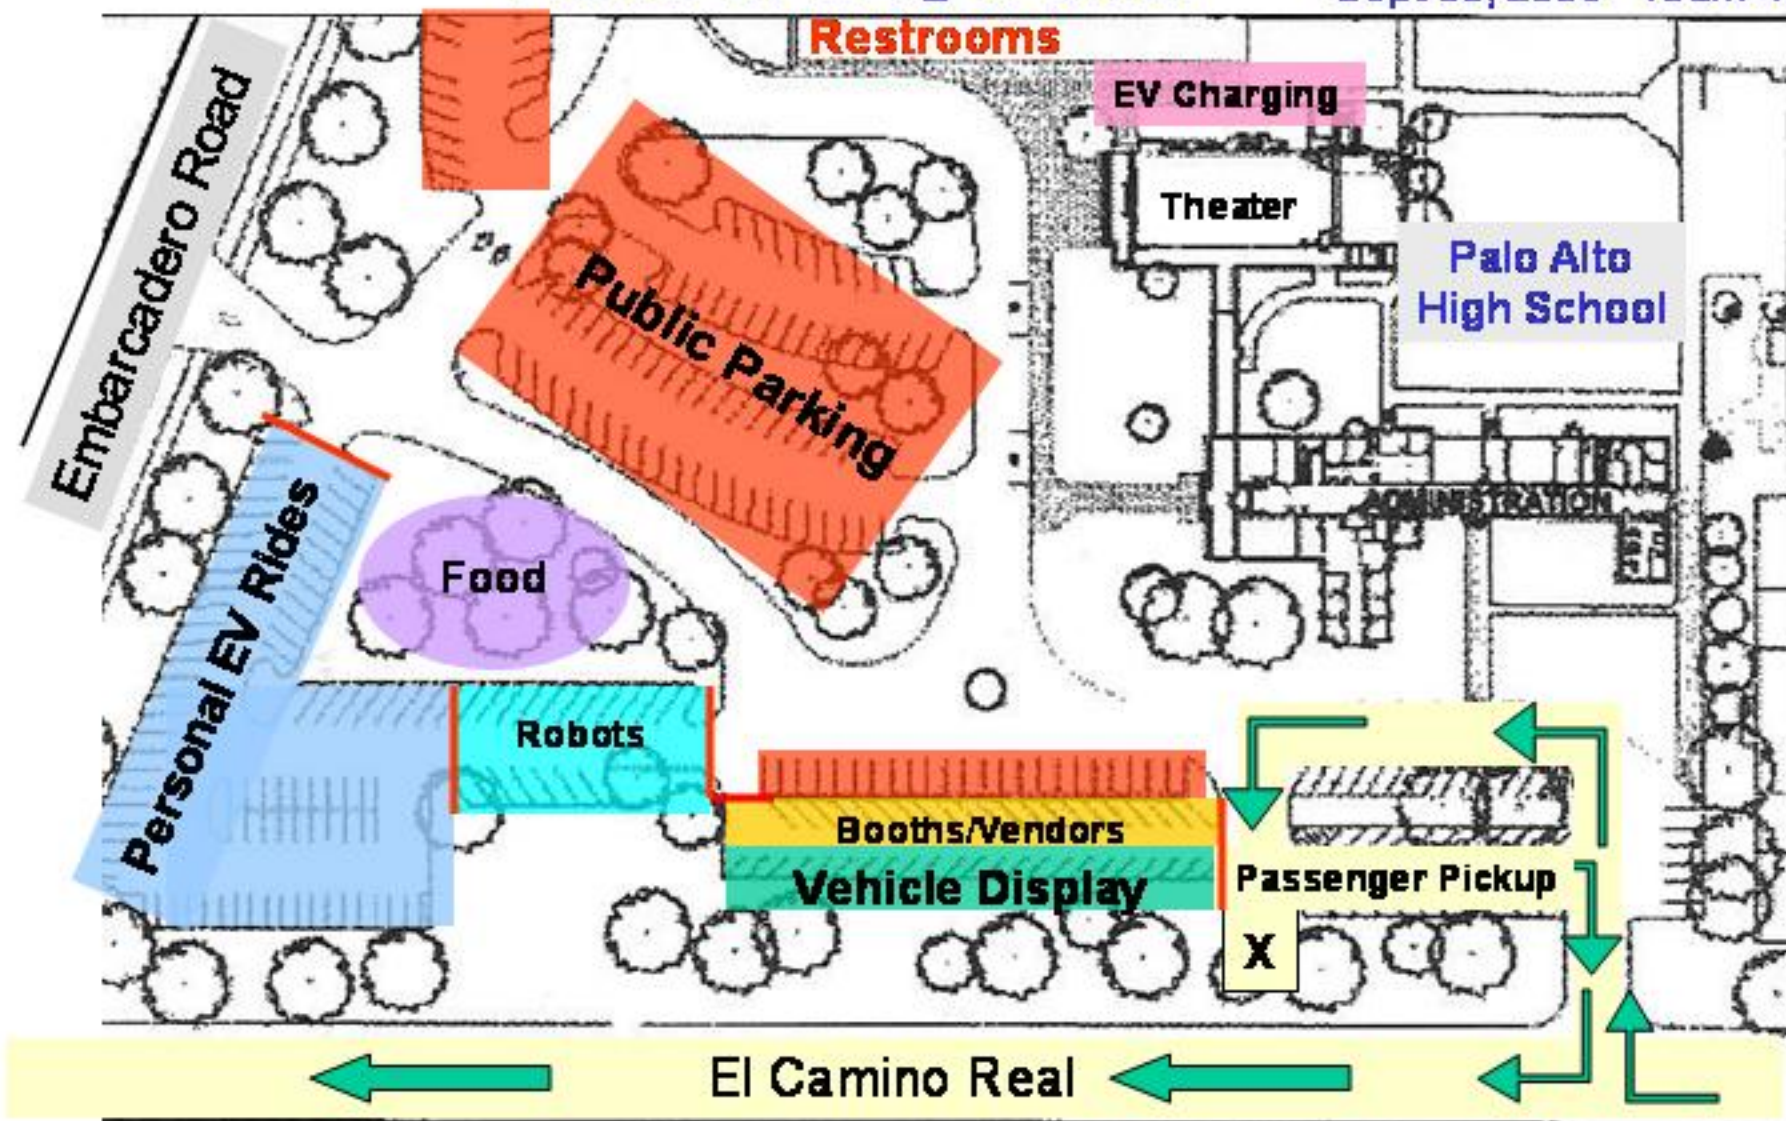 Restrooms
EV Charging
Embarcadero Road
Theater
Palo Alto
High School
Public Parking
ADMINISTRATION
Personal EV Rides
Food
Robots
Booths/Vendors
Vehicle Display
Passenger Pickup
X
El Camino Real